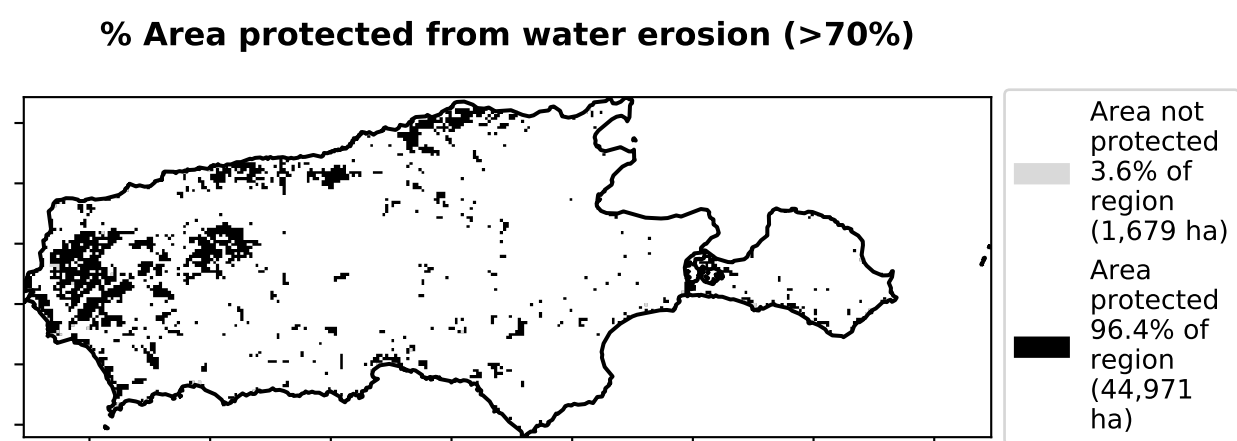 % Area protected from water erosion (>70%)
Area not
protected
3.6% of
region
(1,679 ha)
Area
protected
96.4% of
region
(44,971
ha)